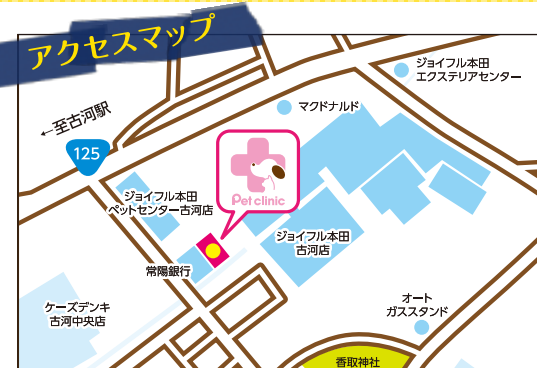 アクセスマップ
ジョイフル本田
エクステリアセンター
マクドナルド
←至古河駅
125
Pet clinic
ジョイフル本田
ペットセンター古河店
ジョイフル本田
古河店
常陽銀行
ケーズデンキ
古河中央店
オート
ガススタンド
香取神社